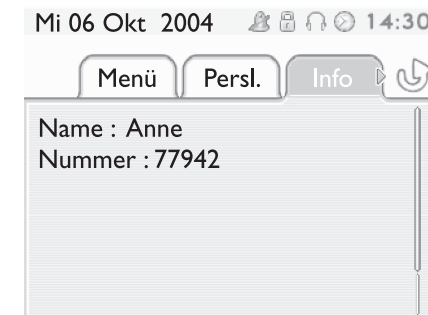 Mi 06 Okt 2004 14:30
Menü Persl. Info
Name : Anne
Nummer : 77942